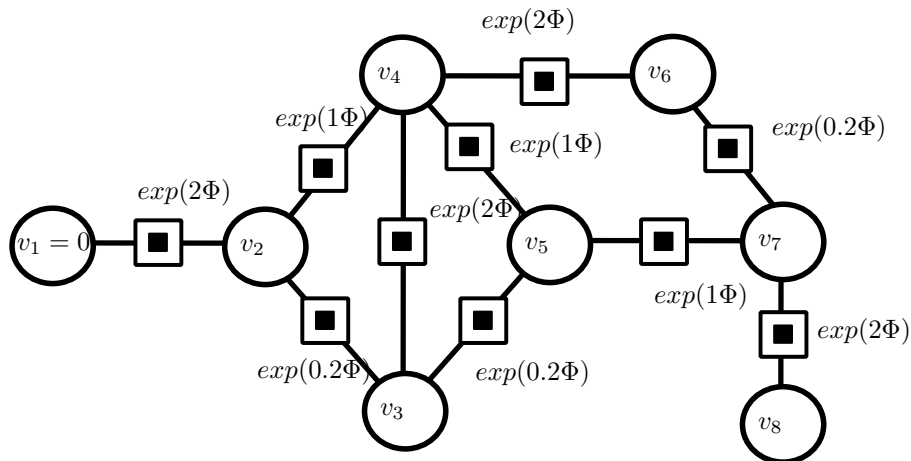 exp(2Φ)
v₄
v₆
exp(1Φ)
exp(0.2Φ)
exp(1Φ)
exp(2Φ)
exp(2Φ)
v₁ = 0
v₂
v₅
v₇
exp(1Φ)
exp(2Φ)
exp(0.2Φ)
exp(0.2Φ)
v₃
v₈